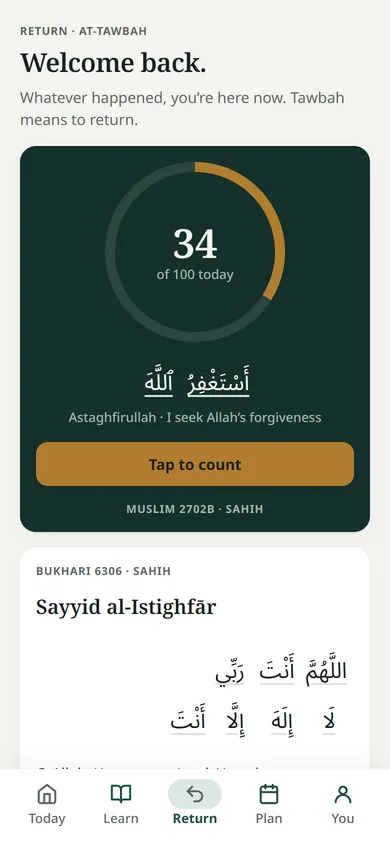 RETURN · AT-TAWBAH
Welcome back.
Whatever happened, you’re here now. Tawbah
means to return.
34
of 100 today
أَسْتَغْفِرُ ٱللَّهَ
Astaghfirullah · I seek Allah’s forgiveness
Tap to count
MUSLIM 2702B · SAHIH
BUKHARI 6306 · SAHIH
Sayyid al-Istighfār
اللَّهُمَّ أَنْتَ رَبِّي
لَا إِلَهَ إِلَّا أَنْتَ
Today
Learn
Return
Plan
You